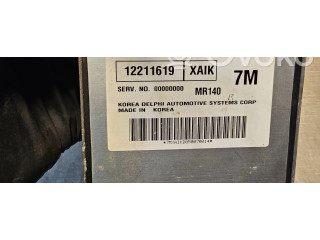 12211619 XAIK 7M
SERV. NO. 00000000 MR140
KOREA DELPHI AUTOMOTIVE SYSTEMS CORP
MADE IN KOREA